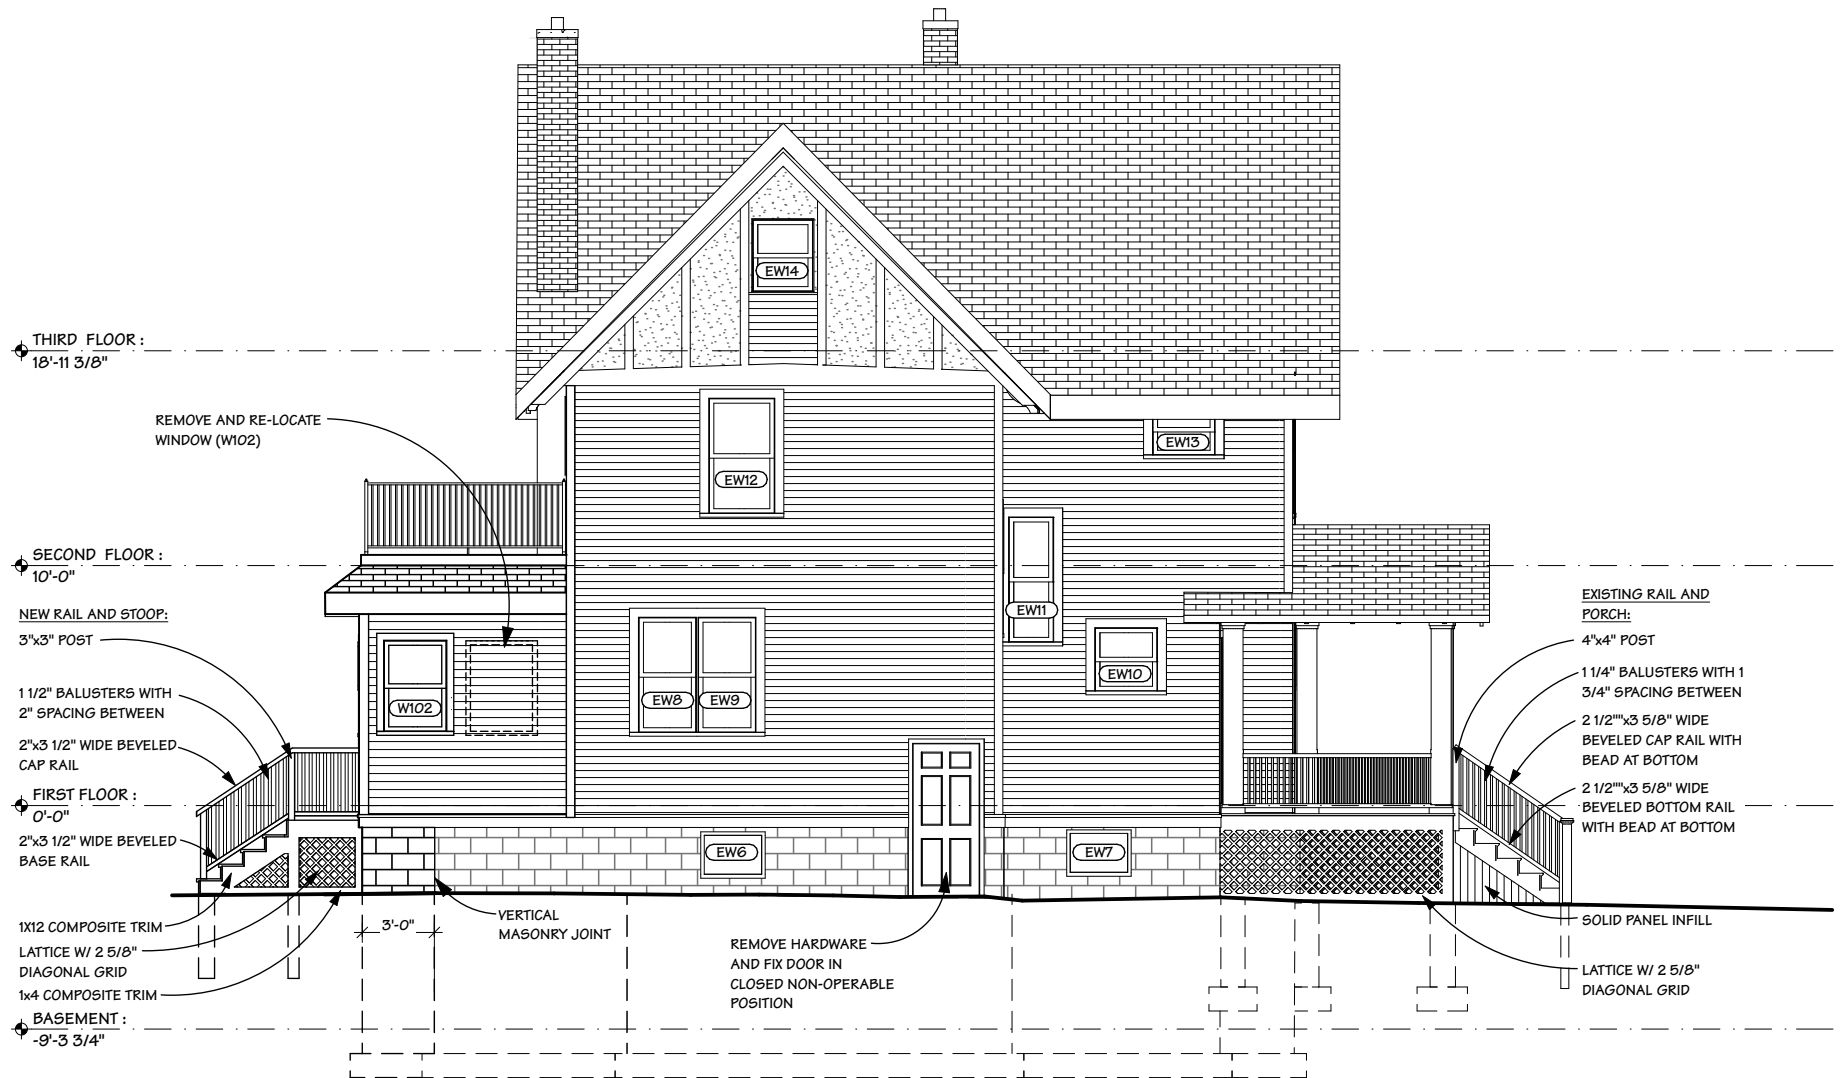 EW14
THIRD FLOOR :
18'-11 3/8"
REMOVE AND RE-LOCATE
WINDOW (W102)
EW13
EW12
SECOND FLOOR :
10'-0"
NEW RAIL AND STOOP:
3"x3" POST
1 1/2" BALUSTERS WITH
2" SPACING BETWEEN
2"x3 1/2" WIDE BEVELED
CAP RAIL
FIRST FLOOR :
0'-0"
2"x3 1/2" WIDE BEVELED
BASE RAIL
1X12 COMPOSITE TRIM
LATTICE W/ 2 5/8"
DIAGONAL GRID
1x4 COMPOSITE TRIM
BASEMENT :
-9'-3 3/4"
W102
EW8
EW9
EW11
EW10
EW6
EW7
3'-0"
VERTICAL
MASONRY JOINT
REMOVE HARDWARE
AND FIX DOOR IN
CLOSED NON-OPERABLE
POSITION
EXISTING RAIL AND
PORCH:
4"x4" POST
1 1/4" BALUSTERS WITH 1
3/4" SPACING BETWEEN
2 1/2""x3 5/8" WIDE
BEVELED CAP RAIL WITH
BEAD AT BOTTOM
2 1/2""x3 5/8" WIDE
BEVELED BOTTOM RAIL
WITH BEAD AT BOTTOM
SOLID PANEL INFILL
LATTICE W/ 2 5/8"
DIAGONAL GRID